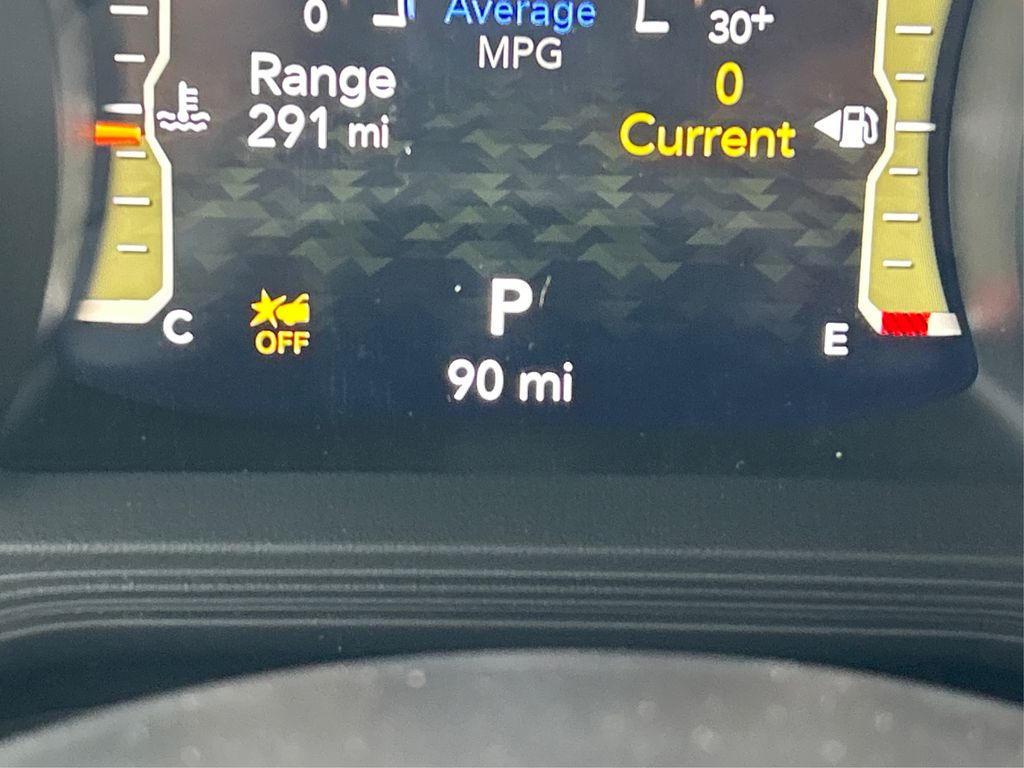 0
Average
30+
MPG
Range
0
291 mi
Current
C
OFF
P
E
90 mi